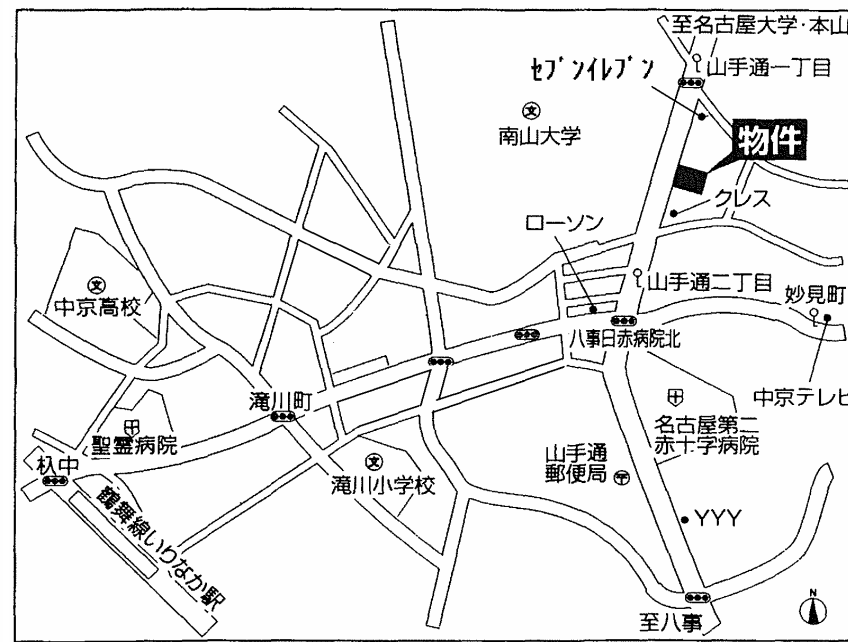 至名古屋大学・本山
山手通一丁目
セブンイレブン
物件
南山大学
クレス
ローソン
山手通二丁目
妙見町
中京高校
八事日赤病院北
中京テレビ
滝川町
名古屋第二
赤十字病院
聖霊病院
山手通
郵便局
滝川小学校
杁中
YYY
鶴舞線いりなか駅
至八事
N